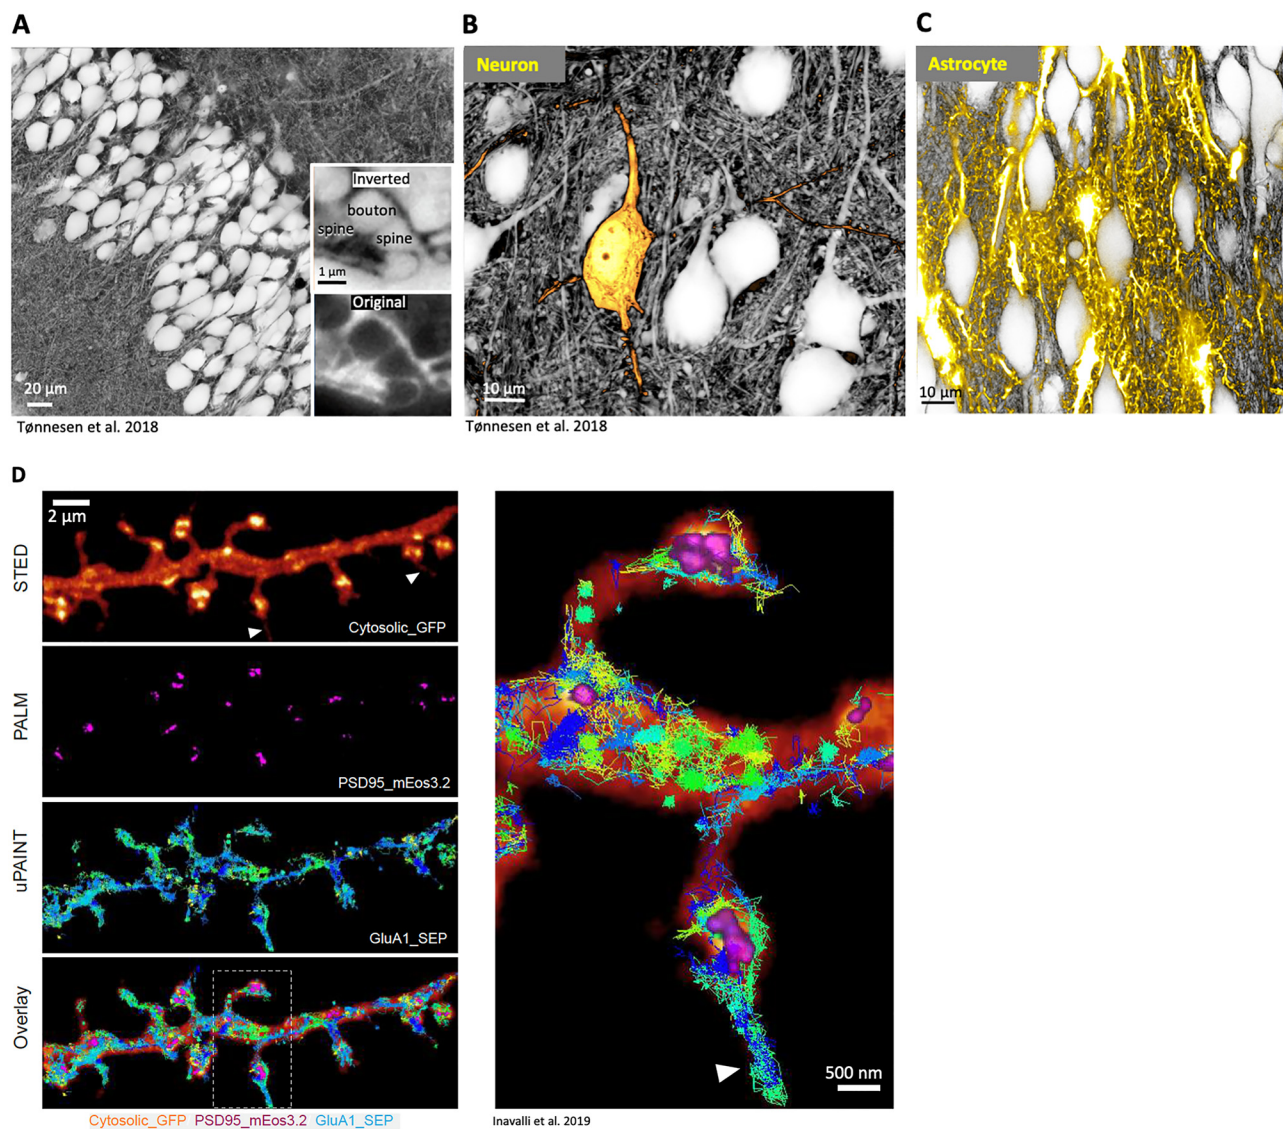 A
B
C
Neuron
Astrocyte
Inverted
bouton
spine
spine
1 µm
Original
20 µm
10 µm
10 µm
Tønnesen et al. 2018
Tønnesen et al. 2018
D
STED
2 µm
Cytosolic_GFP
PALM
PSD95_mEos3.2
uPAINT
GluA1_SEP
Overlay
Cytosolic_GFP PSD95_mEos3.2 GluA1_SEP
500 nm
Inavalli et al. 2019